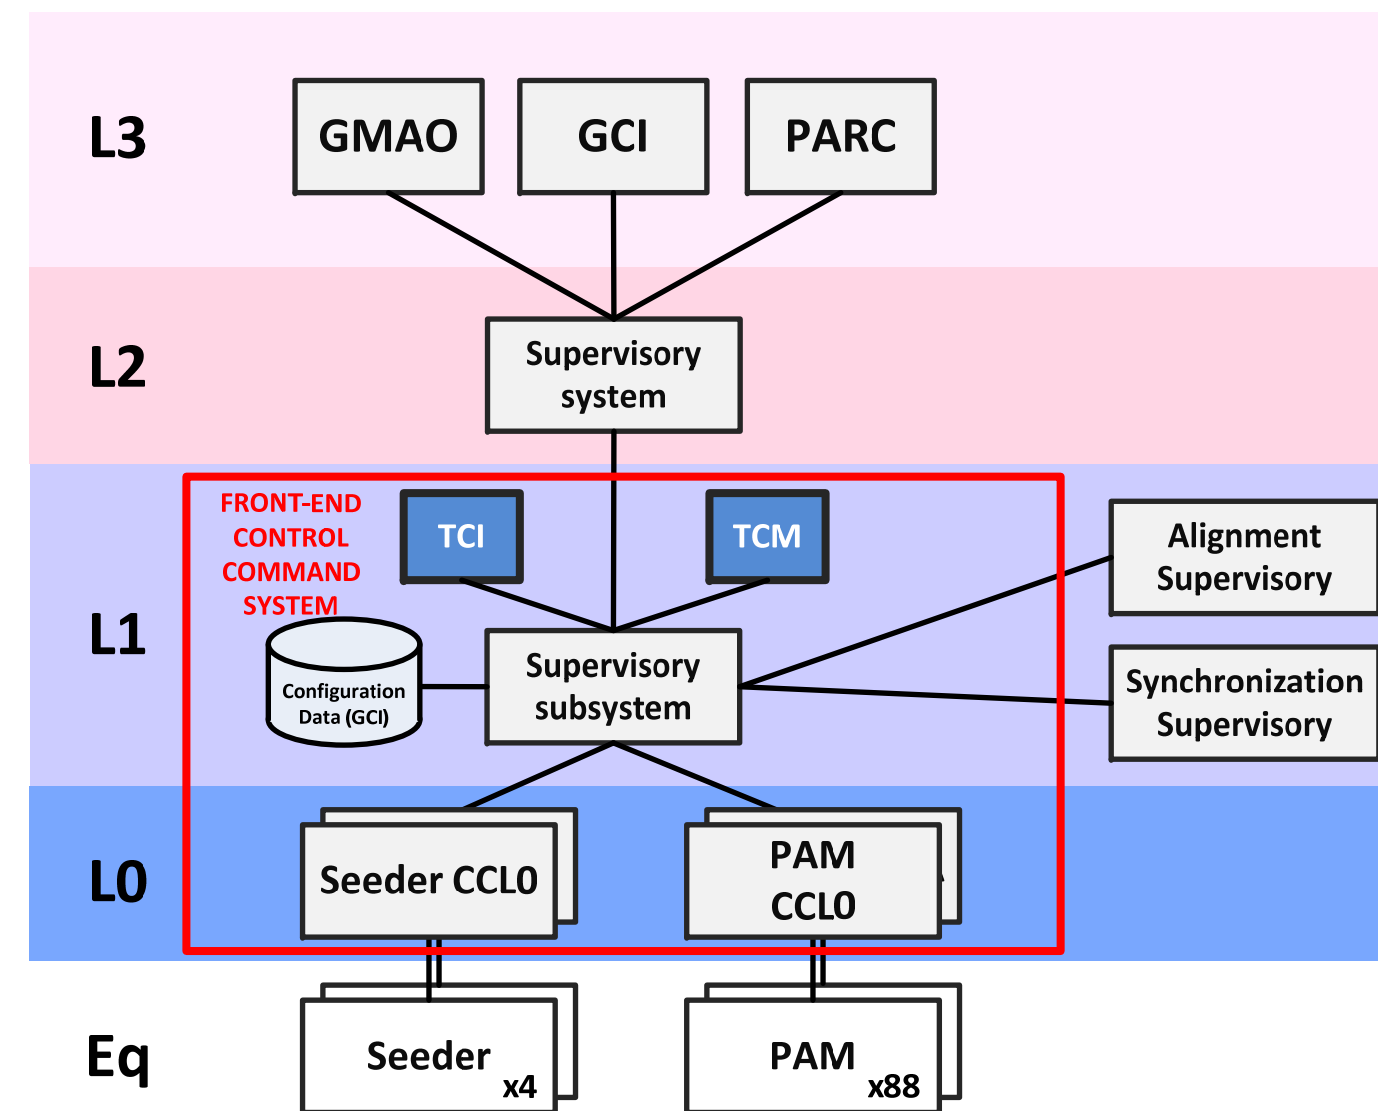 L3
GMAO
GCI
PARC
L2
Supervisory
system
L1
FRONT-END
CONTROL
COMMAND
SYSTEM
TCI
TCM
Alignment
Supervisory
Configuration
Data (GCI)
Supervisory
subsystem
Synchronization
Supervisory
L0
Seeder CCL0
PAM
CCL0
Eq
Seeder
x4
PAM
x88